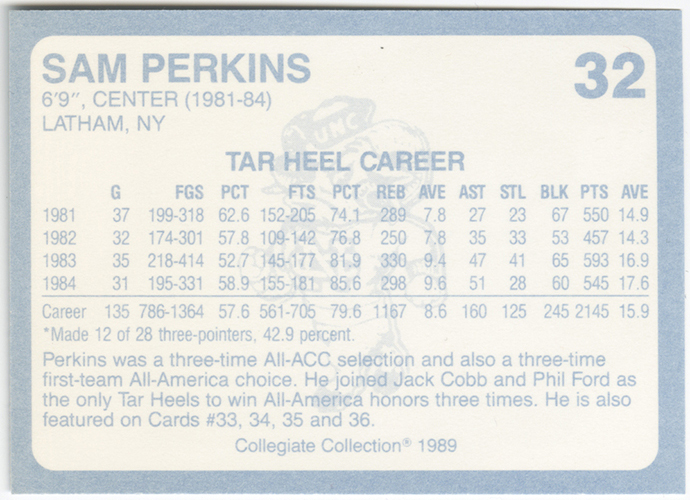 SAM PERKINS 32
6'9", CENTER (1981-84)
LATHAM, NY
UNC
TAR HEEL CAREER
G FGS PCT FTS PCT REB AVE AST STL BLK PTS AVE
1981 37 199-318 62.6 152-205 74.1 289 7.8 27 23 67 550 14.9
1982 32 174-301 57.8 109-142 76.8 250 7. 35 33 53 457 14.3
1983 35 218-414 52.7 145-177 81.9 330 9.4 47 41 65 593 16.9
1984 31 195-331 58.9 155-181 85.6 298 9.6 51 28 60 545 17.6
Career 135 786-1364 57.6 561-705 79.6 1167 8.6 160 125 245 2145 15.9
*Made 12 of 28 three-pointers, 42.9 percent.
Perkins was a three-time All-ACC selection and also a three-time
first-team All-America choice. He joined Jack Cobb and Phil Ford as
the only Tar Heels to win All-America honors three times. He is also
featured on Cards #33, 34, 35 and 36.
Collegiate Collection® 1989